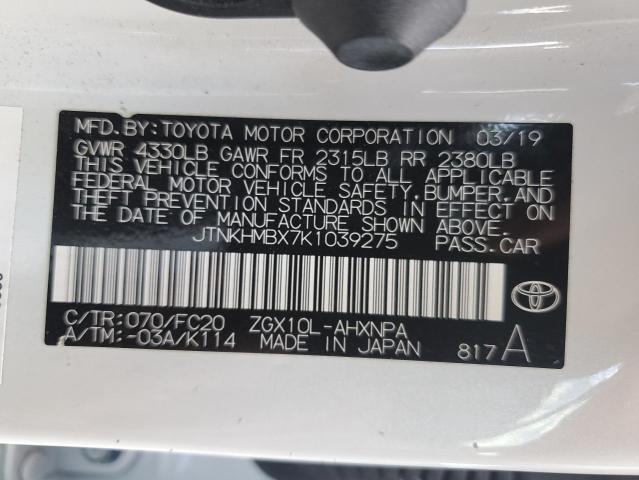 MFD.BY:TOYOTA MOTOR CORPORATION 03/19
GVWR 4330LB GAWR FR 2315LB RR 2380LB
THIS VEHICLE CONFORMS TO ALL APPLICABLE
FEDERAL MOTOR VEHICLE SAFETY,BUMPER,AND
THEFT PREVENTION STANDARDS IN EFFECT ON
THE DATE OF MANUFACTURE SHOWN ABOVE.
JTNKHMBX7K1039275 PASS.CAR
C/TR:070/FC20 ZGX10L-AHXNPA
A/TM:-03A/K114 MADE IN JAPAN 817A